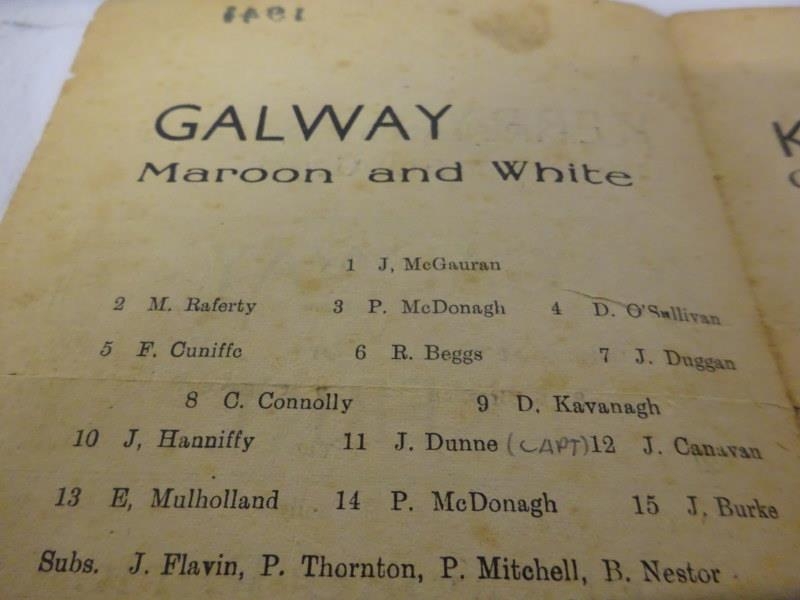 GALWAY
Maroon and White
1 J, McGauran
2 M. Raferty 3 P. McDonagh 4 D. O'Sullivan
5 F. Cuniffe 6 R. Beggs 7 J. Duggan
8 C. Connolly 9 D. Kavanagh
10 J, Hanniffy 11 J. Dunne (CAPT) 12 J. Canavan
13 E, Mulholland 14 P. McDonagh 15 J. Burke
Subs. J. Flavin, P. Thornton, P. Mitchell, B. Nestor